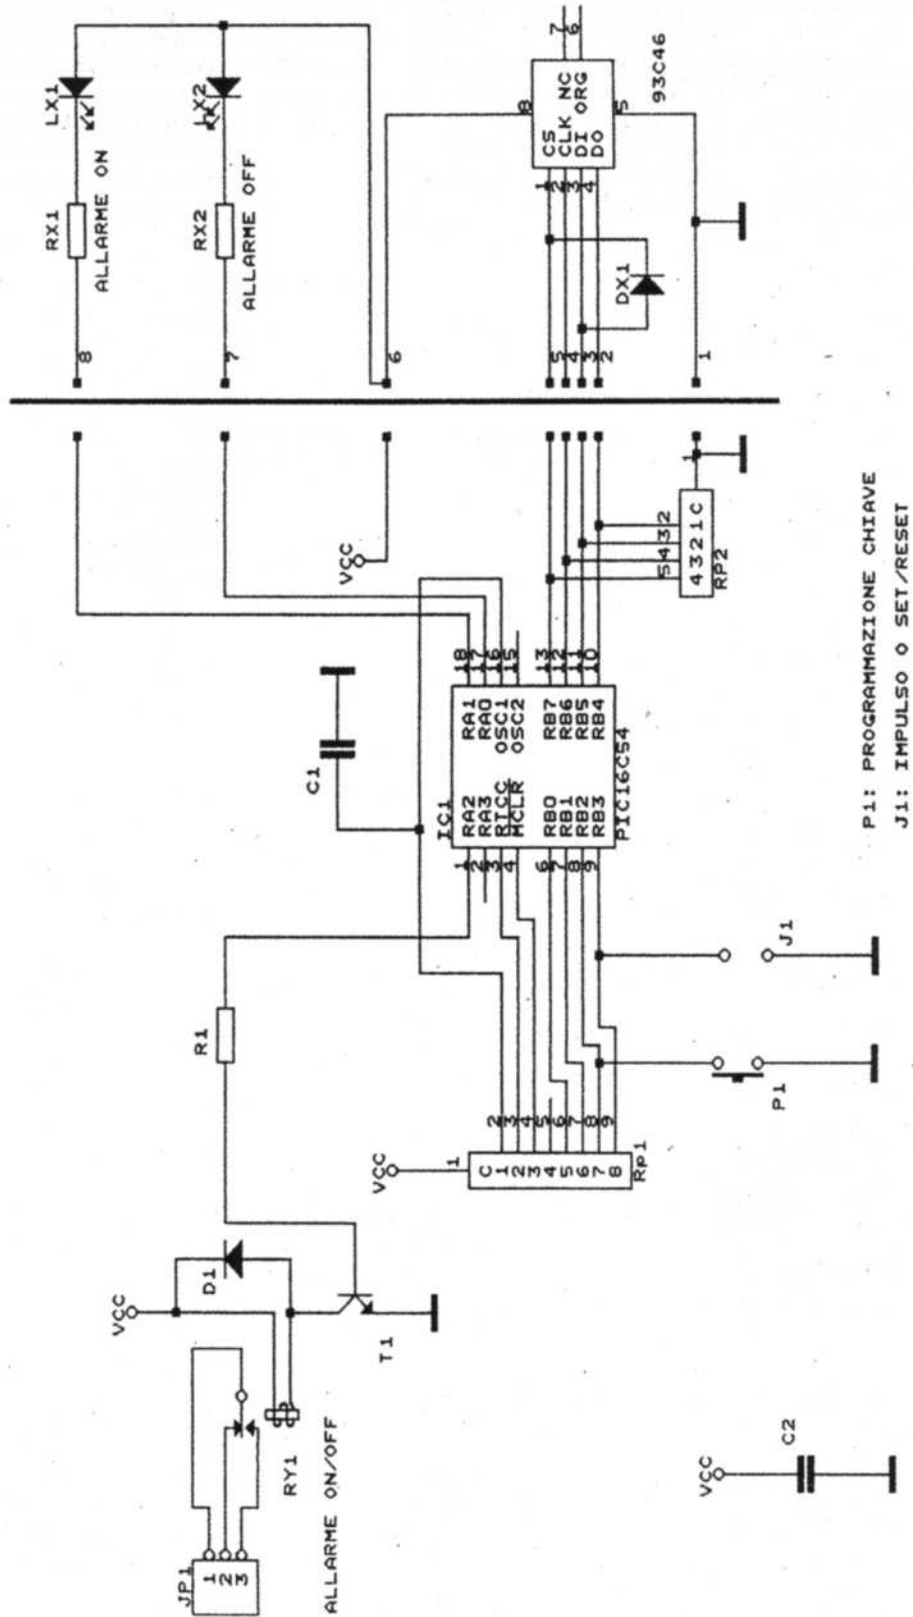 LX1
RX1
ALLARME ON
8
LX2
RX2
ALLARME OFF
7
6
8
7
6
CS
CLK NC
DI ORG
DO
1
2
3
4
5
93C46
DX1
5
4
3
2
1
VCC
C1
18
17
16
15
13
12
11
10
IC1
RA2 RA1
RA3 RA0
RTCC OSC1
MCLR OSC2
RB0 RB7
RB1 RB6
RB2 RB5
RB3 RB4
PIC16C54
1
2
3
4
6
7
8
9
5 4 3 2
1
4 3 2 1 C
RP2
R1
J1
P1
VCC
1
C
1
2
3
4
5
6
7
8
2
3
4
5
6
7
8
9
Rp1
VCC
D1
T1
JP1
1
2
3
RY1
ALLARME ON/OFF
VCC
C2
P1: PROGRAMMAZIONE CHIAVE
J1: IMPULSO O SET/RESET